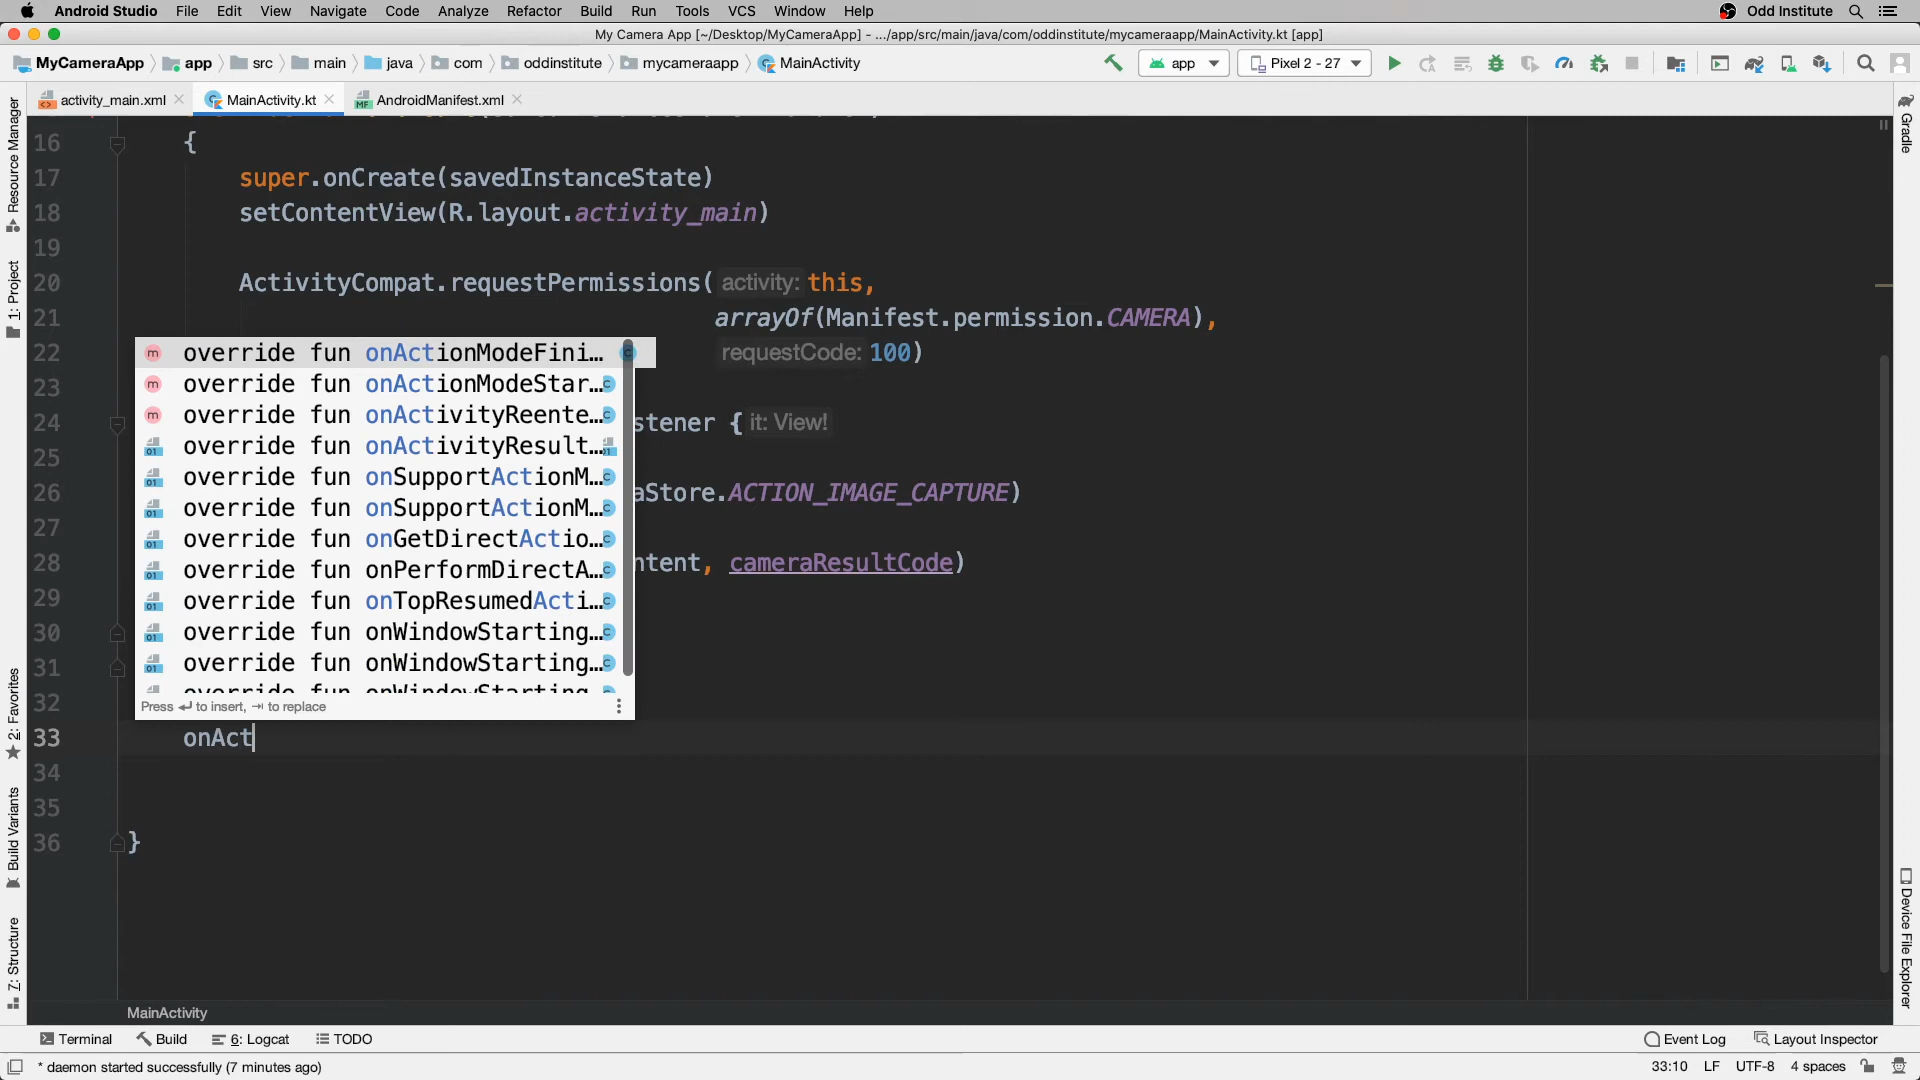 Android Studio File Edit View Navigate Code Analyze Refactor Build Run Tools VCS Window Help Odd Institute
My Camera App [~/Desktop/MyCameraApp] – .../app/src/main/java/com/oddinstitute/mycameraapp/MainActivity.kt [app]
MyCameraApp app src main java com oddinstitute mycameraapp MainActivity app Pixel 2 - 27
activity_main.xml MainActivity.kt MF AndroidManifest.xml
16 {
17 super.onCreate(savedInstanceState)
18 setContentView(R.layout.activity_main)
19
20 ActivityCompat.requestPermissions( activity: this,
21 arrayOf(Manifest.permission.CAMERA),
22 requestCode: 100)
23
24 stener { it: View!
25
26 aStore.ACTION_IMAGE_CAPTURE)
27
28 ntent, cameraResultCode)
29
30
31
32
33 onAct
34
35
36 }
override fun onActionModeFini...
override fun onActionModeStar...
override fun onActivityReente...
override fun onActivityResult...
override fun onSupportActionM...
override fun onSupportActionM...
override fun onGetDirectActio...
override fun onPerformDirectA...
override fun onTopResumedActi...
override fun onWindowStarting...
override fun onWindowStarting...
override fun onWindowStarting
Press ↵ to insert, ⇥ to replace
Resource Manager
1: Project
2: Favorites
Build Variants
7: Structure
Gradle
Device File Explorer
MainActivity
Terminal Build 6: Logcat TODO Event Log Layout Inspector
* daemon started successfully (7 minutes ago) 33:10 LF UTF-8 4 spaces